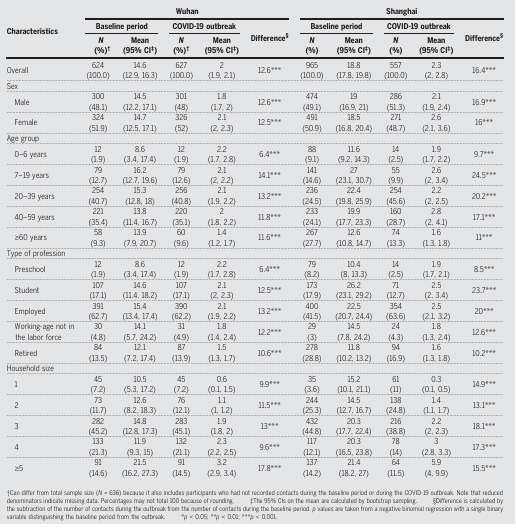 Wuhan Shanghai
Characteristics Baseline period COVID-19 outbreak Difference§ Baseline period COVID-19 outbreak Difference§
N (%)† Mean (95% CI‡) N (%)† Mean (95% CI‡) N (%) Mean (95% CI‡) N (%) Mean (95% CI‡)
Overall 624 (100.0) 14.6 (12.9, 16.3) 627 (100.0) 2 (1.9, 2.1) 12.6*** 965 (100.0) 18.8 (17.8, 19.8) 557 (100.0) 2.3 (2, 2.8) 16.4***
Sex
Male 300 (48.1) 14.5 (12.2, 17.1) 301 (48) 1.8 (1.7, 2) 12.6*** 474 (49.1) 19 (16.9, 21) 286 (51.3) 2.1 (1.9, 2.4) 16.9***
Female 324 (51.9) 14.7 (12.5, 17.1) 326 (52) 2.1 (2, 2.3) 12.5*** 491 (50.9) 18.5 (16.8, 20.4) 271 (48.7) 2.6 (2.1, 3.6) 16***
Age group
0–6 years 12 (1.9) 8.6 (3.4, 17.4) 12 (1.9) 2.2 (1.7, 2.8) 6.4*** 88 (9.1) 11.6 (9.2, 14.3) 14 (2.5) 1.9 (1.7, 2.2) 9.7***
7–19 years 79 (12.7) 16.2 (12.7, 19.6) 79 (12.6) 2.1 (2, 2.2) 14.1*** 141 (14.6) 27 (23.1, 30.7) 55 (9.9) 2.6 (2, 3.4) 24.5***
20–39 years 254 (40.7) 15.3 (12.8, 18) 256 (40.8) 2.1 (1.9, 2.2) 13.2*** 236 (24.5) 22.4 (19.8, 25.9) 254 (45.6) 2.2 (2, 2.5) 20.2***
40–59 years 221 (35.4) 13.8 (11.4, 16.7) 220 (35.1) 2 (1.8, 2.2) 11.8*** 233 (24.1) 19.9 (17.7, 23.3) 160 (28.7) 2.8 (2.4, 4.1) 17.1***
≥60 years 58 (9.3) 13.9 (7.9, 20.7) 60 (9.6) 1.4 (1.2, 1.7) 11.6*** 267 (27.7) 12.6 (10.8, 14.7) 74 (13.3) 1.6 (1.3, 1.8) 11***
Type of profession
Preschool 12 (1.9) 8.6 (3.4, 17.4) 12 (1.9) 2.2 (1.7, 2.8) 6.4*** 79 (8.2) 10.4 (8, 13.3) 14 (2.5) 1.9 (1.7, 2.1) 8.5***
Student 107 (17.1) 14.6 (11.4, 18.2) 107 (17.1) 2.1 (2, 2.3) 12.5*** 173 (17.9) 26.2 (23.1, 29.2) 71 (12.7) 2.5 (2, 3.4) 23.7***
Employed 391 (62.7) 15.4 (13.4, 17.4) 390 (62.2) 2.1 (1.9, 2.2) 13.2*** 400 (41.5) 22.5 (20.7, 24.4) 354 (63.6) 2.5 (2.1, 3.2) 20***
Working-age not in the labor force 30 (4.8) 14.1 (5.7, 24.2) 31 (4.9) 1.8 (1.4, 2.4) 12.2*** 29 (3) 14.5 (7.8, 24.2) 24 (4.3) 1.8 (1.3, 2.4) 12.6***
Retired 84 (13.5) 12.1 (7.2, 17.4) 87 (13.9) 1.5 (1.3, 1.7) 10.6*** 278 (28.8) 11.8 (10.2, 13.2) 94 (16.9) 1.6 (1.3, 1.8) 10.2***
Household size
1 45 (7.2) 10.5 (5.3, 17.2) 45 (7.2) 0.6 (0.1, 1.5) 9.9*** 35 (3.6) 15.2 (10.1, 21.1) 61 (11) 0.3 (0.1, 0.5) 14.9***
2 73 (11.7) 12.6 (8.2, 18.3) 76 (12.1) 1.1 (1, 1.2) 11.5*** 244 (25.3) 14.5 (12.7, 16.7) 138 (24.8) 1.4 (1.1, 1.7) 13.1***
3 282 (45.2) 14.8 (12.8, 17.3) 283 (45.1) 1.9 (1.8, 2) 13*** 432 (44.8) 20.3 (17.7, 22.4) 216 (38.8) 2.2 (2, 2.3) 18.1***
4 133 (21.3) 11.9 (9.3, 15) 132 (21.1) 2.3 (2.2, 2.5) 9.6*** 117 (12.1) 20.3 (16.5, 23.8) 78 (14) 3 (2.8, 3.3) 17.3***
≥5 91 (14.6) 21.5 (16.2, 27.3) 91 (14.5) 3.2 (2.9, 3.4) 17.8*** 137 (14.2) 21.4 (18.2, 27) 64 (11.5) 5.9 (4, 9.9) 15.5***
†Can differ from total sample size (N = 636) because it also includes participants who had not recorded contacts during the baseline period or during the COVID-19 outbreak. Note that reduced
denominators indicate missing data. Percentages may not total 100 because of rounding. ‡The 95% CIs on the mean are calculated by bootstrap sampling. §Difference is calculated by
the subtraction of the number of contacts during the outbreak from the number of contacts during the baseline period. p values are taken from a negative binomial regression with a single binary
variable distinguishing the baseline period from the outbreak. *p < 0.05; **p < 0.01; ***p < 0.001.